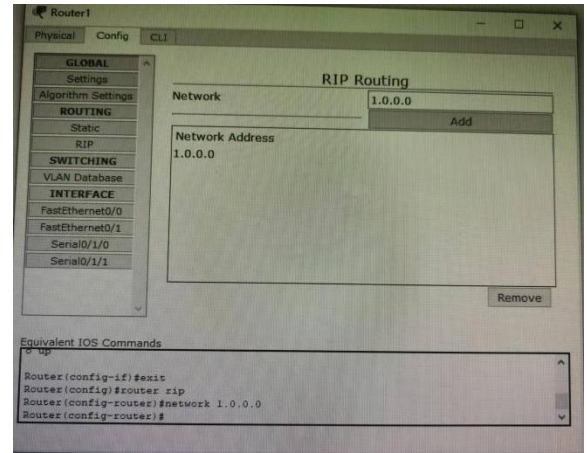 Router1
Physical Config CLI
GLOBAL
Settings
Algorithm Settings
ROUTING
Static
RIP
SWITCHING
VLAN Database
INTERFACE
FastEthernet0/0
FastEthernet0/1
Serial0/1/0
Serial0/1/1
RIP Routing
Network 1.0.0.0
Add
Network Address
1.0.0.0
Remove
Equivalent IOS Commands
o up
Router(config-if)#exit
Router(config)#router rip
Router(config-router)#network 1.0.0.0
Router(config-router)#